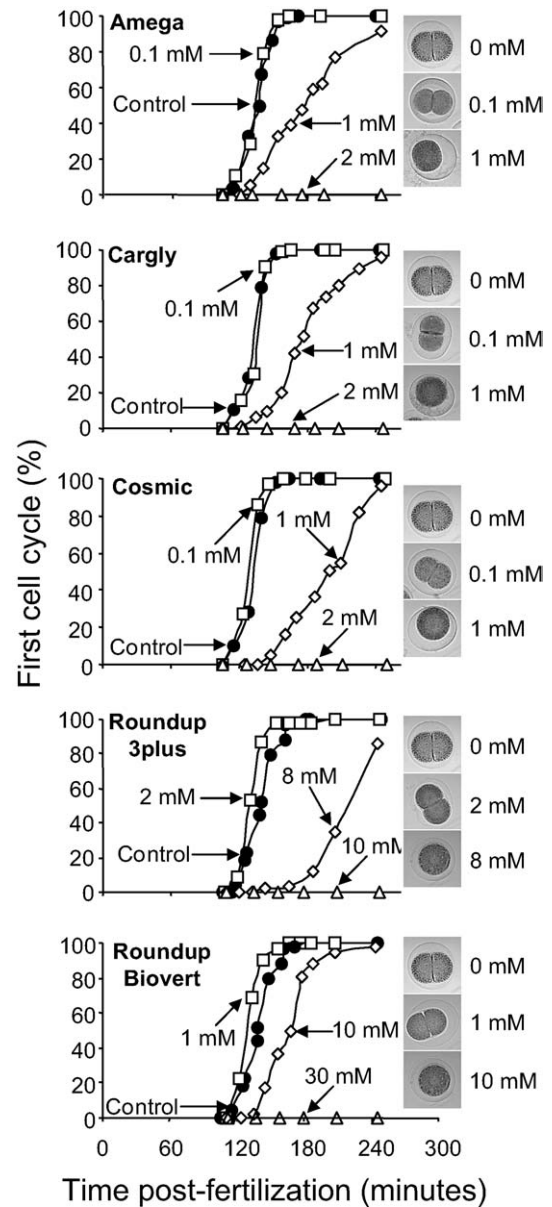 First cell cycle (%)
Amega
100
80
60
40
20
0
0.1 mM
Control
1 mM
2 mM
0 mM
0.1 mM
1 mM
Cargly
100
80
60
40
20
0
0.1 mM
Control
1 mM
2 mM
0 mM
0.1 mM
1 mM
Cosmic
100
80
60
40
20
0
0.1 mM
Control
1 mM
2 mM
0 mM
0.1 mM
1 mM
Roundup
3plus
100
80
60
40
20
0
2 mM
Control
8 mM
10 mM
0 mM
2 mM
8 mM
Roundup
Biovert
100
80
60
40
20
0
1 mM
Control
10 mM
30 mM
0 mM
1 mM
10 mM
0 60 120 180 240 300
Time post-fertilization (minutes)